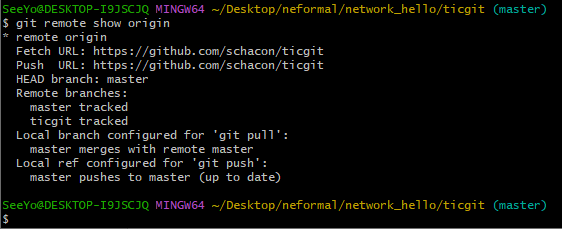 SeeYo@DESKTOP-I9JSCJQ MINGW64 ~/Desktop/neformal/network_hello/ticgit (master)
$ git remote show origin
* remote origin
  Fetch URL: https://github.com/schacon/ticgit
  Push  URL: https://github.com/schacon/ticgit
  HEAD branch: master
  Remote branches:
    master tracked
    ticgit tracked
  Local branch configured for 'git pull':
    master merges with remote master
  Local ref configured for 'git push':
    master pushes to master (up to date)
SeeYo@DESKTOP-I9JSCJQ MINGW64 ~/Desktop/neformal/network_hello/ticgit (master)
$